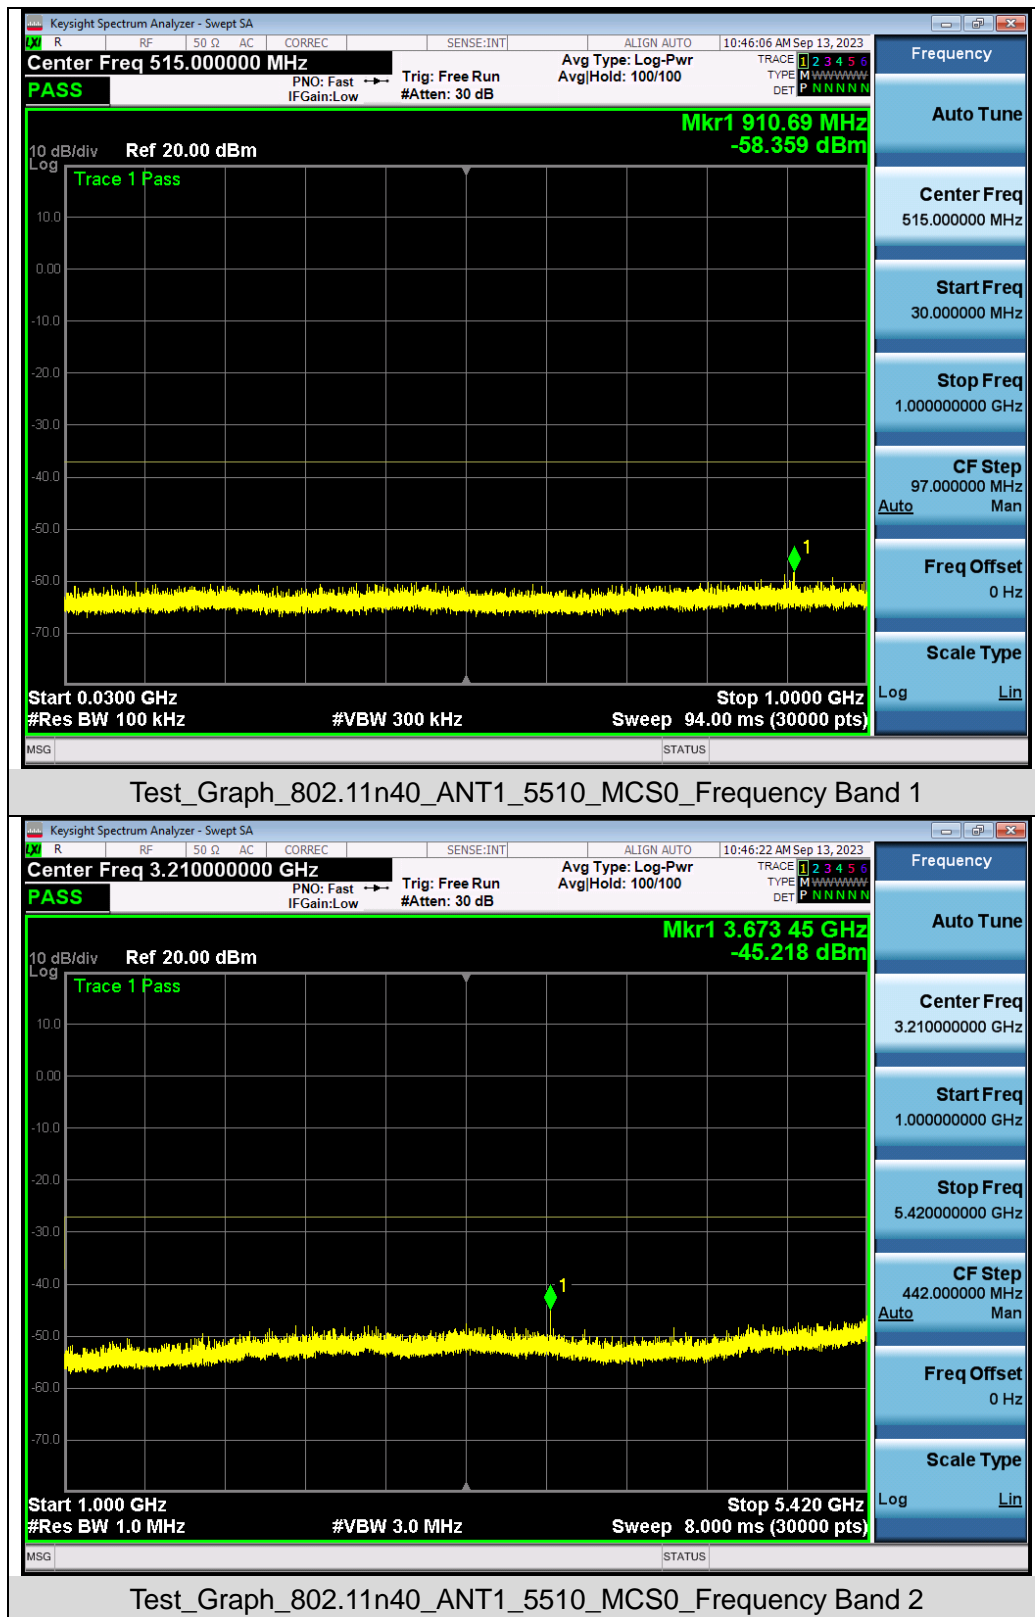 Keysight Spectrum Analyzer - Swept SA
LXI R RF 50 Ω AC CORREC SENSE:INT ALIGN AUTO 10:46:06 AM Sep 13, 2023
Center Freq 515.000000 MHz
PASS
PNO: Fast
IFGain:Low
Trig: Free Run
#Atten: 30 dB
Avg Type: Log-Pwr
Avg|Hold: 100/100
TRACE 1 2 3 4 5 6
TYPE M WWWWW
DET P N N N N N
Mkr1 910.69 MHz
-58.359 dBm
10 dB/div Ref 20.00 dBm
Log
Trace 1 Pass
10.0
0.00
-10.0
-20.0
-30.0
-40.0
-50.0
1
-60.0
-70.0
Start 0.0300 GHz Stop 1.0000 GHz
#Res BW 100 kHz #VBW 300 kHz Sweep 94.00 ms (30000 pts)
MSG STATUS
Frequency
Auto Tune
Center Freq
515.000000 MHz
Start Freq
30.000000 MHz
Stop Freq
1.000000000 GHz
CF Step
97.000000 MHz
Auto Man
Freq Offset
0 Hz
Scale Type
Log Lin
Test_Graph_802.11n40_ANT1_5510_MCS0_Frequency Band 1
Keysight Spectrum Analyzer - Swept SA
LXI R RF 50 Ω AC CORREC SENSE:INT ALIGN AUTO 10:46:22 AM Sep 13, 2023
Center Freq 3.210000000 GHz
PASS
PNO: Fast
IFGain:Low
Trig: Free Run
#Atten: 30 dB
Avg Type: Log-Pwr
Avg|Hold: 100/100
TRACE 1 2 3 4 5 6
TYPE M WWWWW
DET P N N N N N
Mkr1 3.673 45 GHz
-45.218 dBm
10 dB/div Ref 20.00 dBm
Log
Trace 1 Pass
10.0
0.00
-10.0
-20.0
-30.0
-40.0
1
-50.0
-60.0
-70.0
Start 1.000 GHz Stop 5.420 GHz
#Res BW 1.0 MHz #VBW 3.0 MHz Sweep 8.000 ms (30000 pts)
MSG STATUS
Frequency
Auto Tune
Center Freq
3.210000000 GHz
Start Freq
1.000000000 GHz
Stop Freq
5.420000000 GHz
CF Step
442.000000 MHz
Auto Man
Freq Offset
0 Hz
Scale Type
Log Lin
Test_Graph_802.11n40_ANT1_5510_MCS0_Frequency Band 2